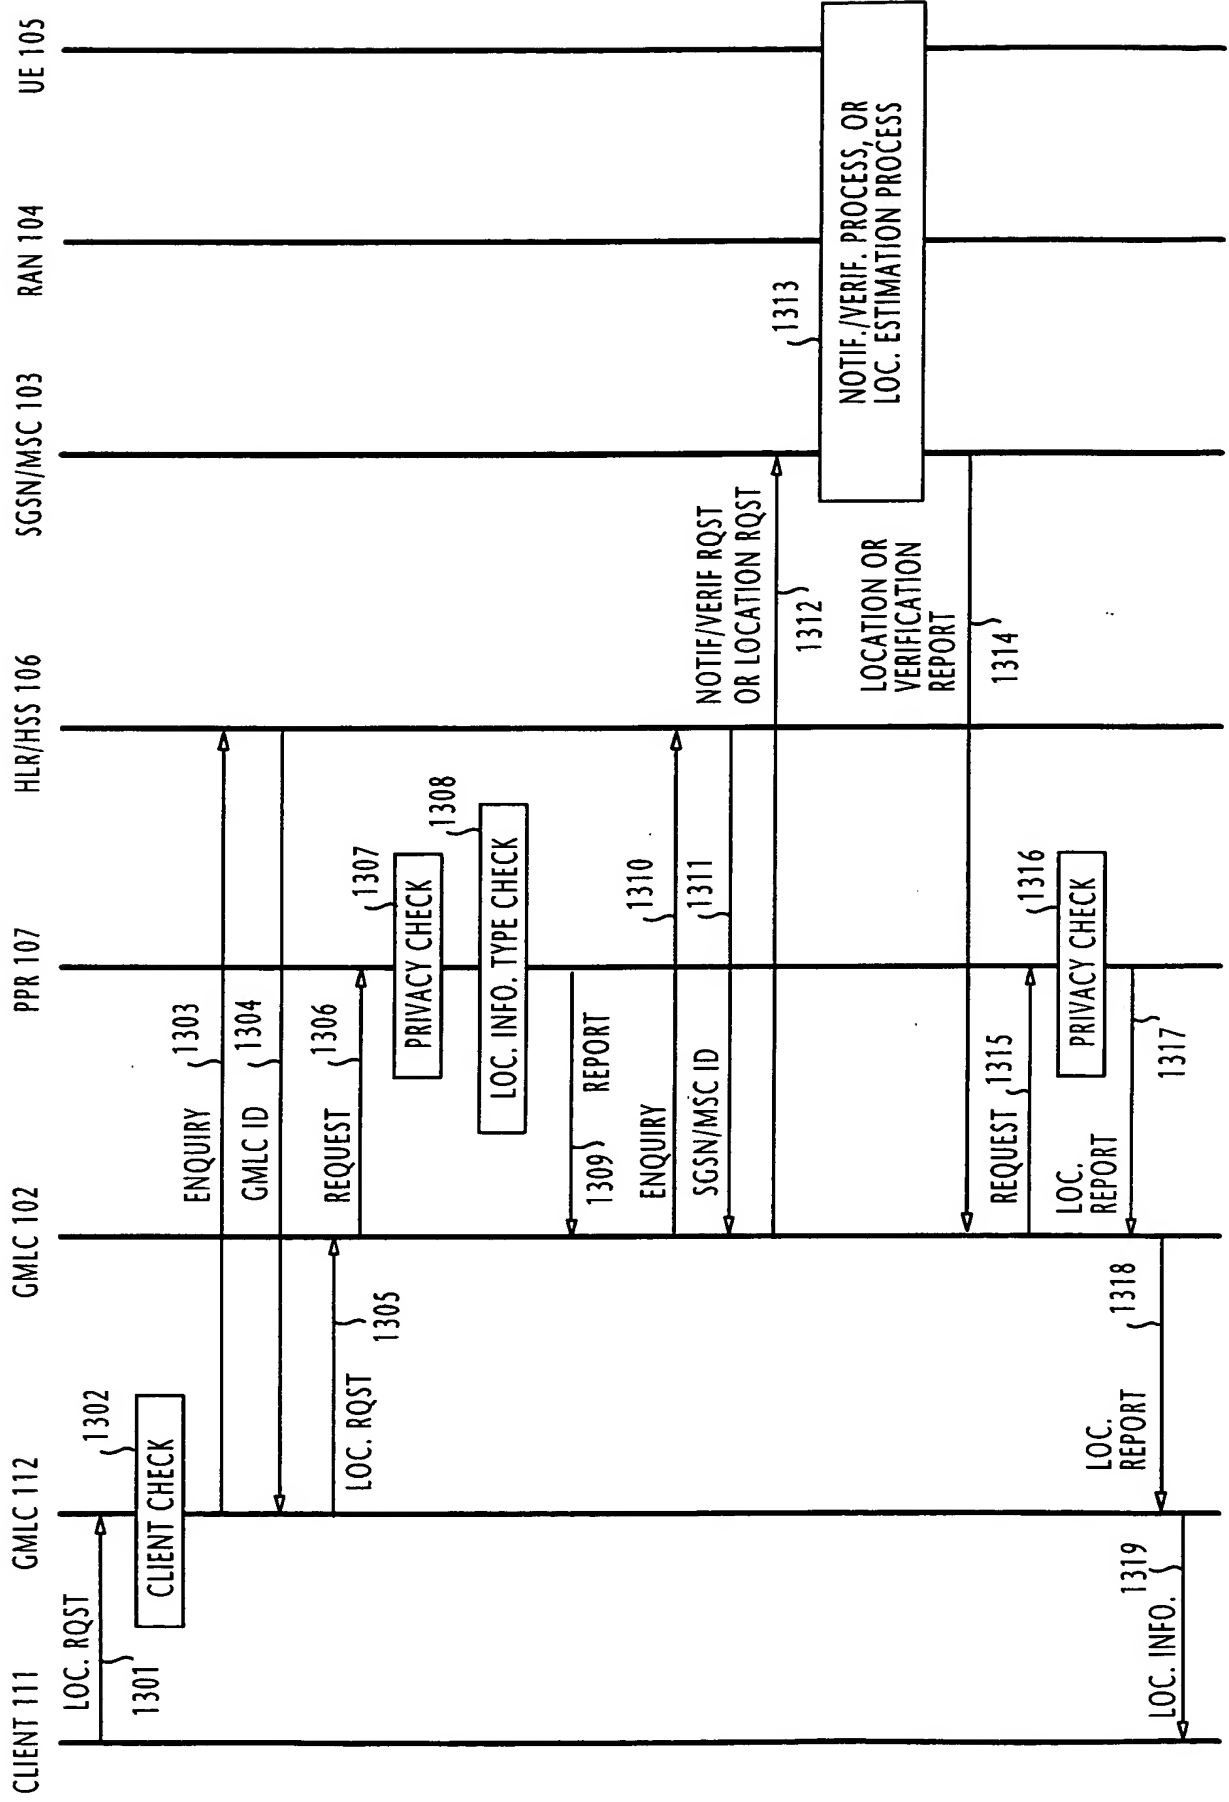 CLIENT 111
GMLC 112
GMLC 102
PPR 107
HLR/HSS 106
SGSN/MSC 103
RAN 104
UE 105
LOC. RQST
1301
CLIENT CHECK
1302
ENQUIRY
1303
GMLC ID
1304
LOC. RQST
1305
REQUEST
1306
PRIVACY CHECK
1307
LOC. INFO. TYPE CHECK
1308
REPORT
1309
ENQUIRY
1310
SGSN/MSC ID
1311
NOTIF/VERIF RQST
OR LOCATION RQST
1312
NOTIF./VERIF. PROCESS, OR
LOC. ESTIMATION PROCESS
1313
LOCATION OR
VERIFICATION
REPORT
1314
REQUEST
1315
PRIVACY CHECK
1316
LOC.
REPORT
1317
LOC.
REPORT
1318
LOC. INFO.
1319